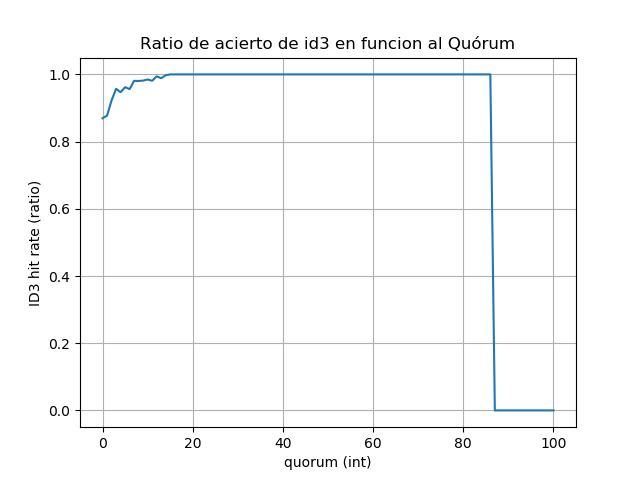 Ratio de acierto de id3 en funcion al Quórum
1.0
0.8
0.6
0.4
0.2
0.0
ID3 hit rate (ratio)
0 20 40 60 80 100
quorum (int)